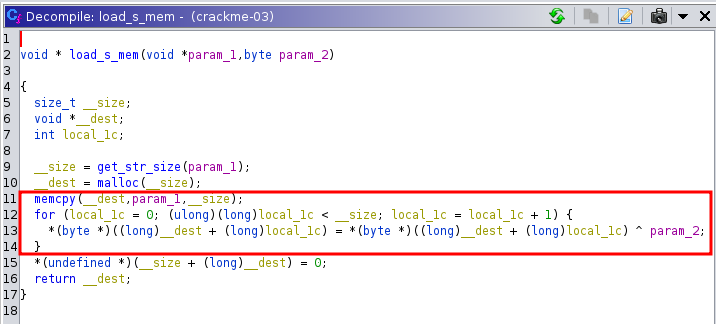 Decompile: load_s_mem - (crackme-03)
1
2 void * load_s_mem(void *param_1,byte param_2)
3
4 {
5 size_t __size;
6 void *__dest;
7 int local_1c;
8
9 __size = get_str_size(param_1);
10 __dest = malloc(__size);
11 memcpy(__dest,param_1,__size);
12 for (local_1c = 0; (ulong)(long)local_1c < __size; local_1c = local_1c + 1) {
13 *(byte *)((long)__dest + (long)local_1c) = *(byte *)((long)__dest + (long)local_1c) ^ param_2;
14 }
15 *(undefined *)(__size + (long)__dest) = 0;
16 return __dest;
17 }
18